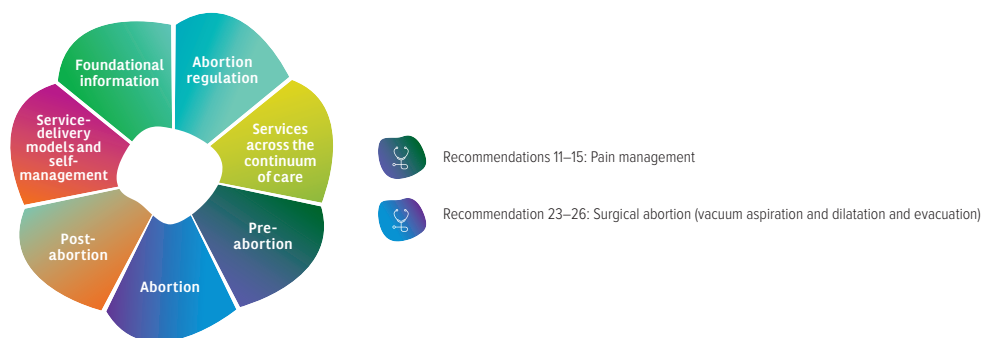 Foundational
information
Abortion
regulation
Services
across the
continuum
of care
Pre-
abortion
Abortion
Post-
abortion
Service-
delivery
models and
self-
management
Recommendations 11–15: Pain management
Recommendation 23–26: Surgical abortion (vacuum aspiration and dilatation and evacuation)